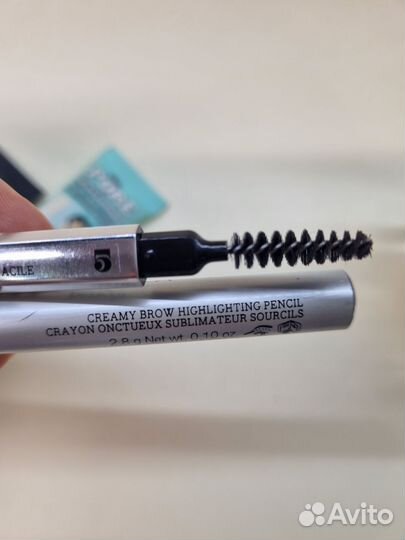 ACILE
5
CREAMY BROW HIGHLIGHTING PENCIL
CRAYON ONCTUEUX SUBLIMATEUR SOURCILS
2.8 g Net wt. 0.10 oz
Avito